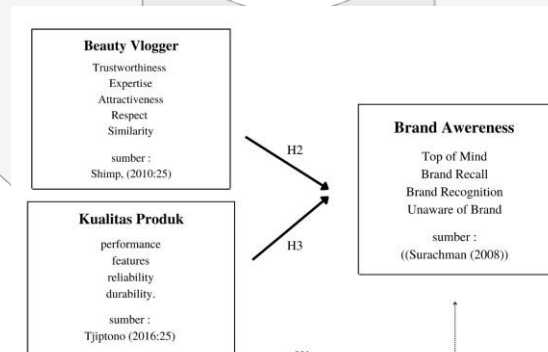 Beauty Vlogger
Trustworthiness
Expertise
Attractiveness
Respect
Similarity
sumber :
Shimp, (2010:25)
H2
Kualitas Produk
performance
features
reliability
durability.
sumber :
Tjiptono (2016:25)
H3
Brand Awereness
Top of Mind
Brand Recall
Brand Recognition
Unaware of Brand
sumber :
((Surachman (2008))